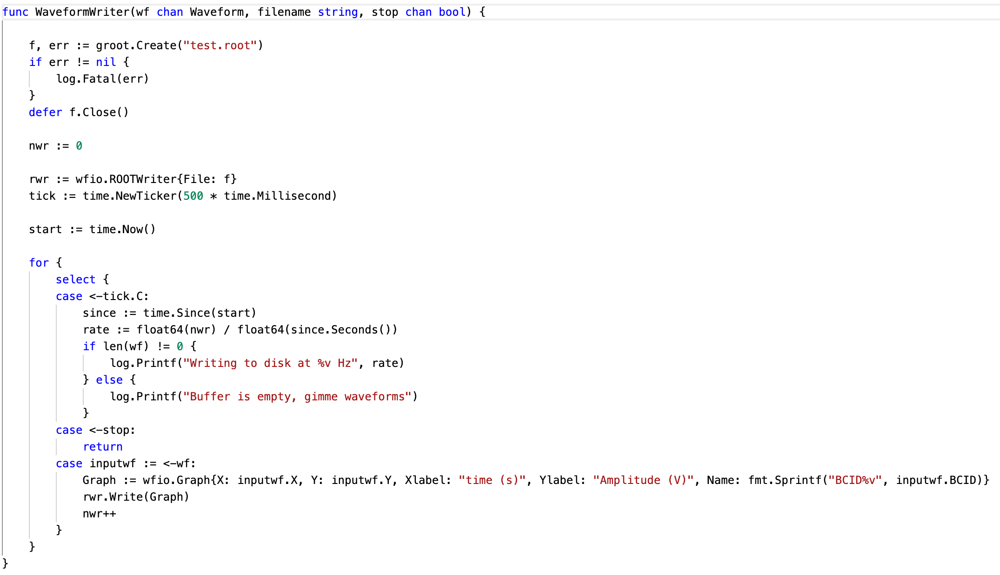 func WaveformWriter(wf chan Waveform, filename string, stop chan bool) {
f, err := groot.Create("test.root")
if err != nil {
log.Fatal(err)
}
defer f.Close()
nwr := 0
rwr := wfio.ROOTWriter{File: f}
tick := time.NewTicker(500 * time.Millisecond)
start := time.Now()
for {
select {
case <-tick.C:
since := time.Since(start)
rate := float64(nwr) / float64(since.Seconds())
if len(wf) != 0 {
log.Printf("Writing to disk at %v Hz", rate)
} else {
log.Printf("Buffer is empty, gimme waveforms")
}
case <-stop:
return
case inputwf := <-wf:
Graph := wfio.Graph{X: inputwf.X, Y: inputwf.Y, Xlabel: "time (s)", Ylabel: "Amplitude (V)", Name: fmt.Sprintf("BCID%v", inputwf.BCID)}
rwr.Write(Graph)
nwr++
}
}
}